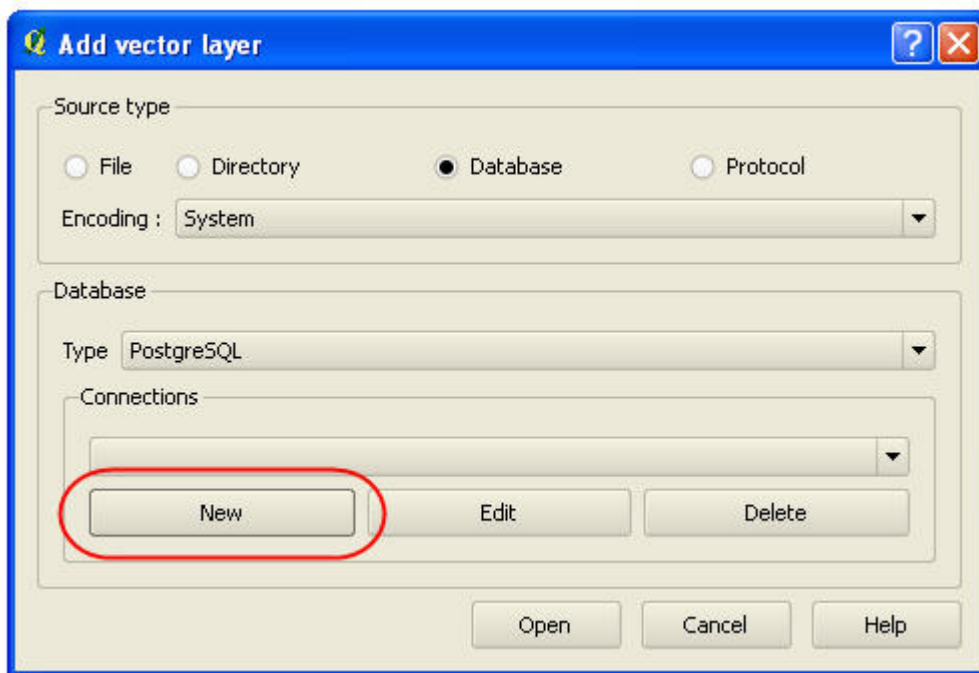 Add vector layer
Source type
File Directory Database Protocol
Encoding : System
Database
Type PostgreSQL
Connections
New Edit Delete
Open Cancel Help